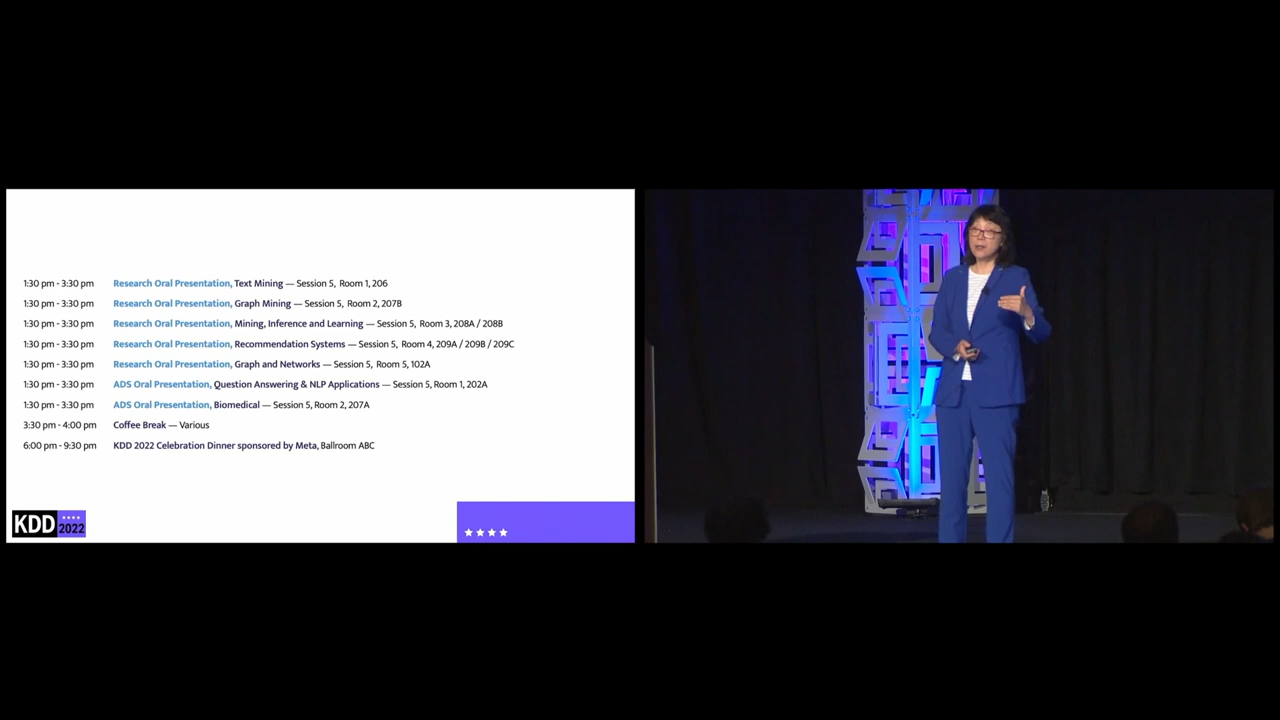 1:30 pm - 3:30 pm Research Oral Presentation, Text Mining — Session 5, Room 1, 206
1:30 pm - 3:30 pm Research Oral Presentation, Graph Mining — Session 5, Room 2, 207B
1:30 pm - 3:30 pm Research Oral Presentation, Mining, Inference and Learning — Session 5, Room 3, 208A / 208B
1:30 pm - 3:30 pm Research Oral Presentation, Recommendation Systems — Session 5, Room 4, 209A / 209B / 209C
1:30 pm - 3:30 pm Research Oral Presentation, Graph and Networks — Session 5, Room 5, 102A
1:30 pm - 3:30 pm ADS Oral Presentation, Question Answering & NLP Applications — Session 5, Room 1, 202A
1:30 pm - 3:30 pm ADS Oral Presentation, Biomedical — Session 5, Room 2, 207A
3:30 pm - 4:00 pm Coffee Break — Various
6:00 pm - 9:30 pm KDD 2022 Celebration Dinner sponsored by Meta, Ballroom ABC
KDD 2022